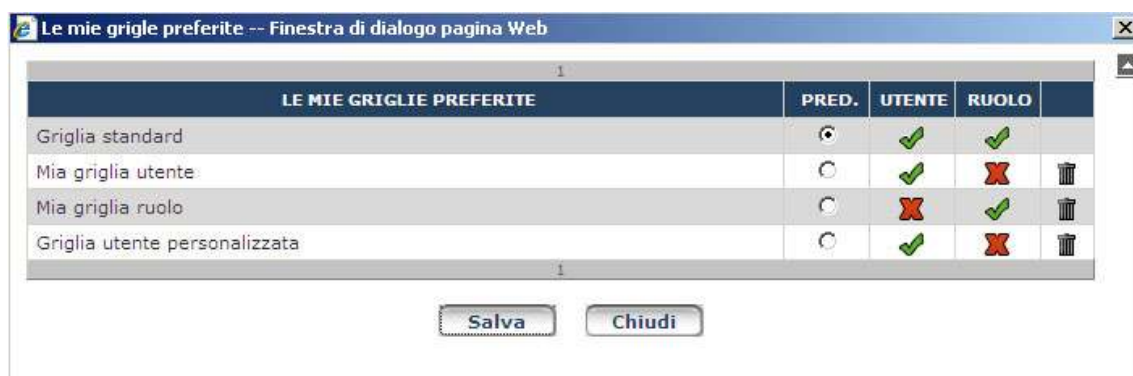 Le mie grigle preferite -- Finestra di dialogo pagina Web
1
LE MIE GRIGLIE PREFERITE PRED. UTENTE RUOLO
Griglia standard
Mia griglia utente
Mia griglia ruolo
Griglia utente personalizzata
1
Salva Chiudi